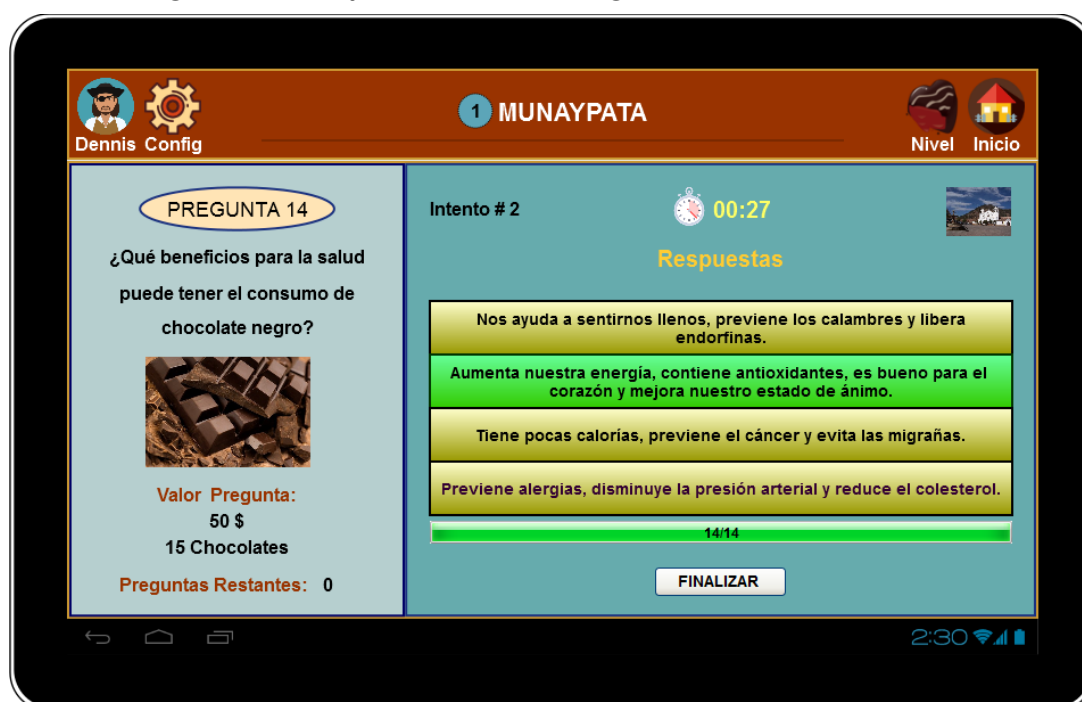 1 MUNAYPATA
Dennis Config
Nivel Inicio
PREGUNTA 14
¿Qué beneficios para la salud
puede tener el consumo de
chocolate negro?
Valor Pregunta:
50 $
15 Chocolates
Preguntas Restantes: 0
Intento # 2
00:27
Respuestas
Nos ayuda a sentirnos llenos, previene los calambres y libera
endorfinas.
Aumenta nuestra energía, contiene antioxidantes, es bueno para el
corazón y mejora nuestro estado de ánimo.
Tiene pocas calorías, previene el cáncer y evita las migrañas.
Previene alergias, disminuye la presión arterial y reduce el colesterol.
14/14
FINALIZAR
2:30